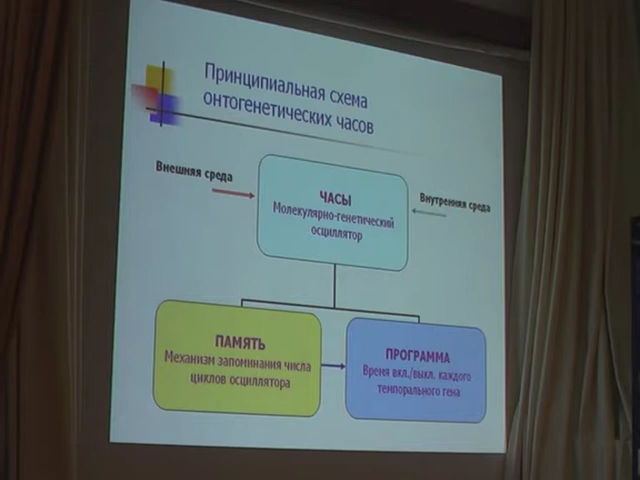 Принципиальная схема
онтогенетических часов
Внешняя среда
ЧАСЫ
Молекулярно-генетический
осциллятор
Внутренняя среда
ПАМЯТЬ
Механизм запоминания числа
циклов осциллятора
ПРОГРАММА
Время вкл./выкл. каждого
темпорального гена